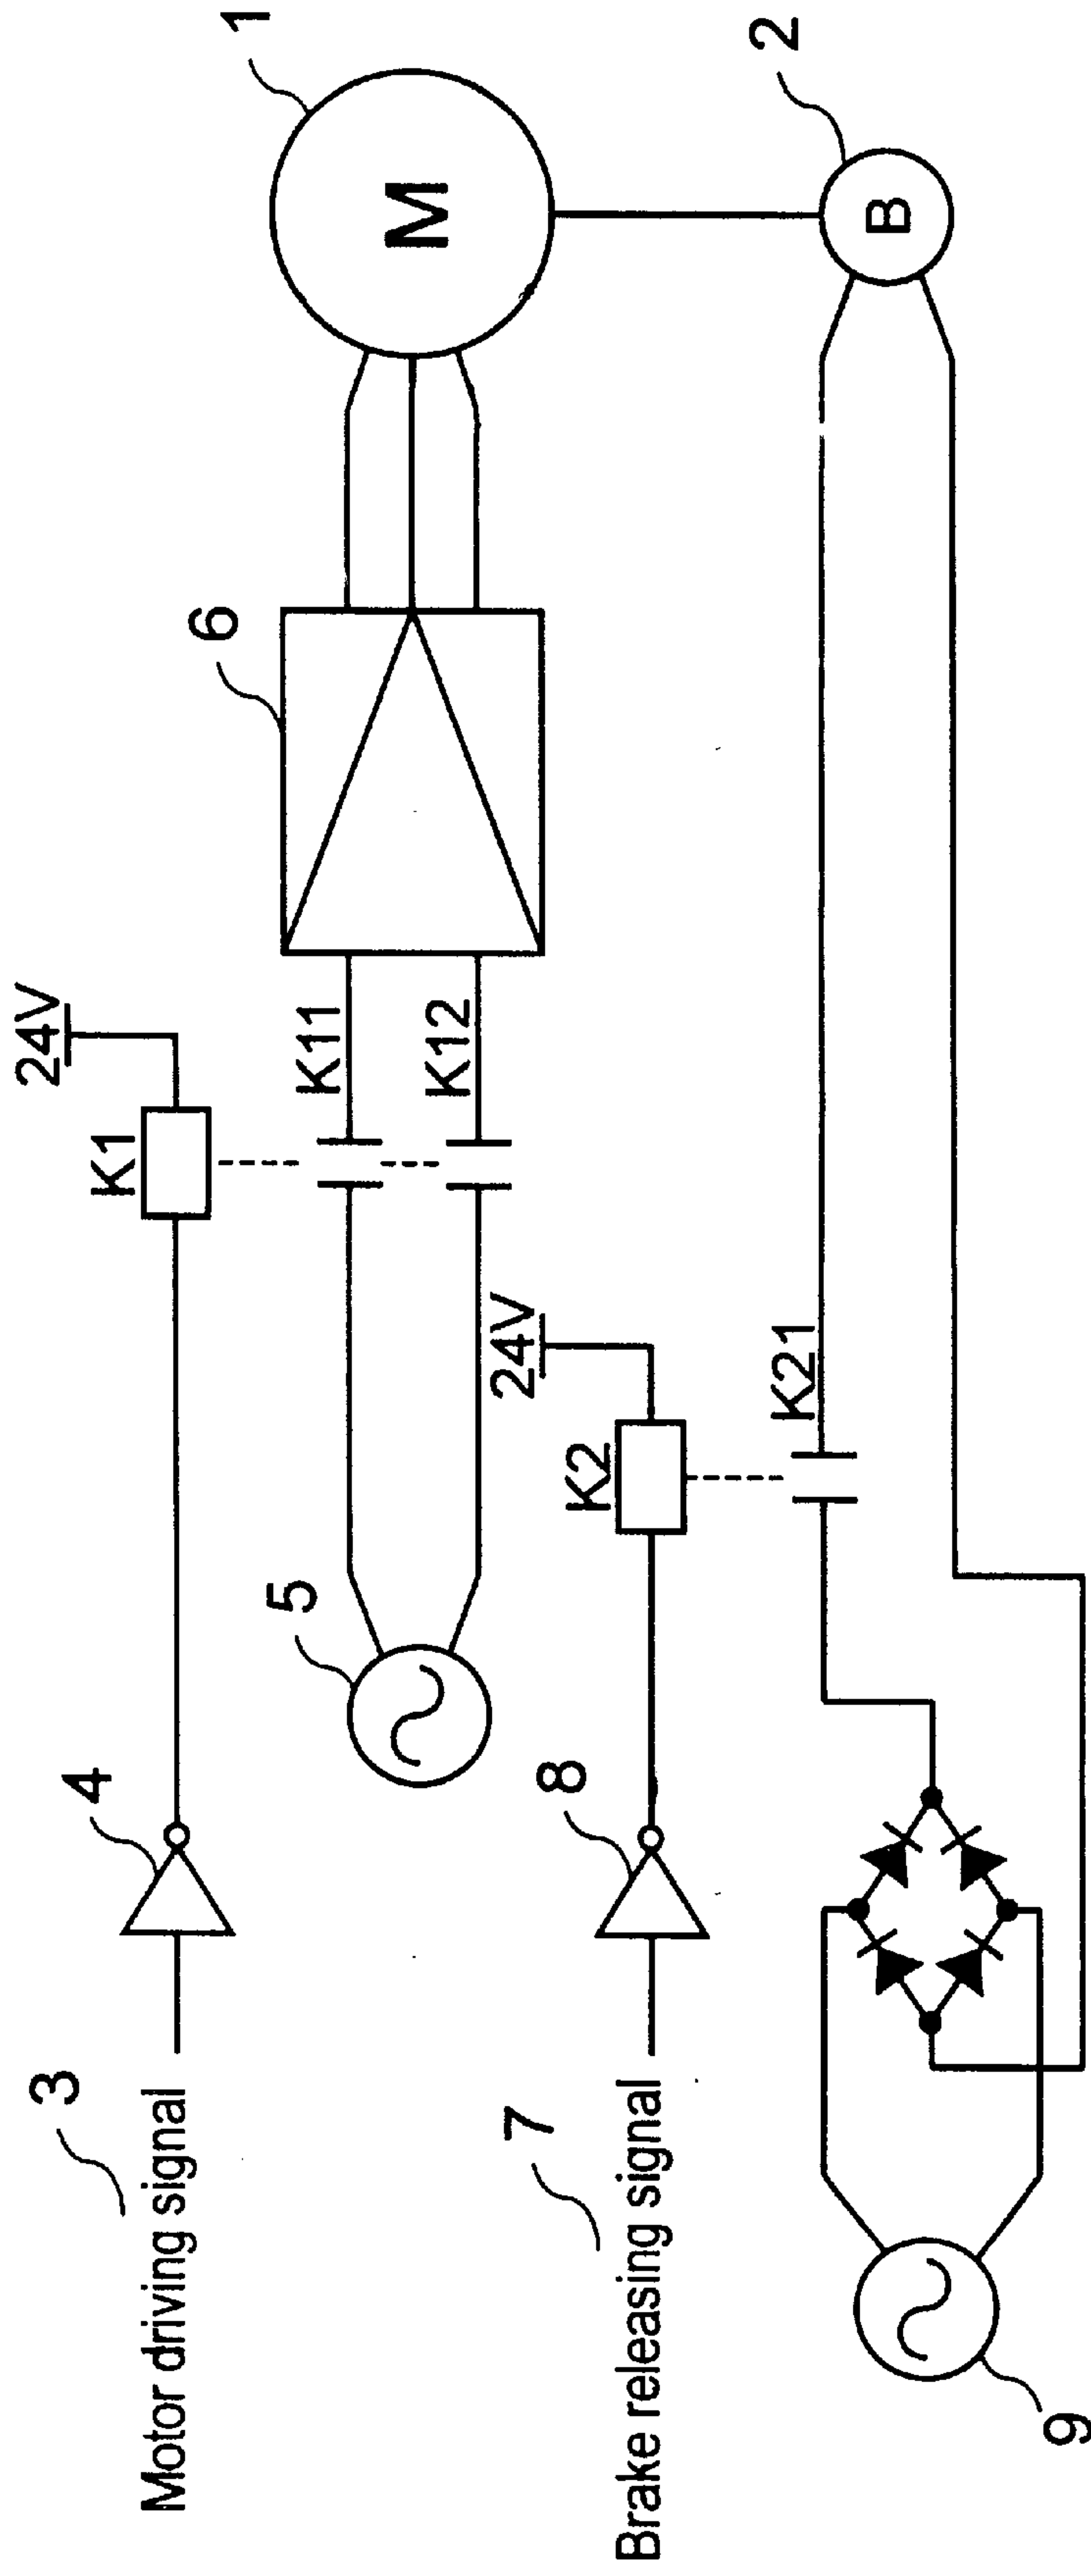 1
M
2
B
6
24V
K1
K11
K12
24V
K2
K21
5
4
8
3
Motor driving signal
7
Brake releasing signal
9